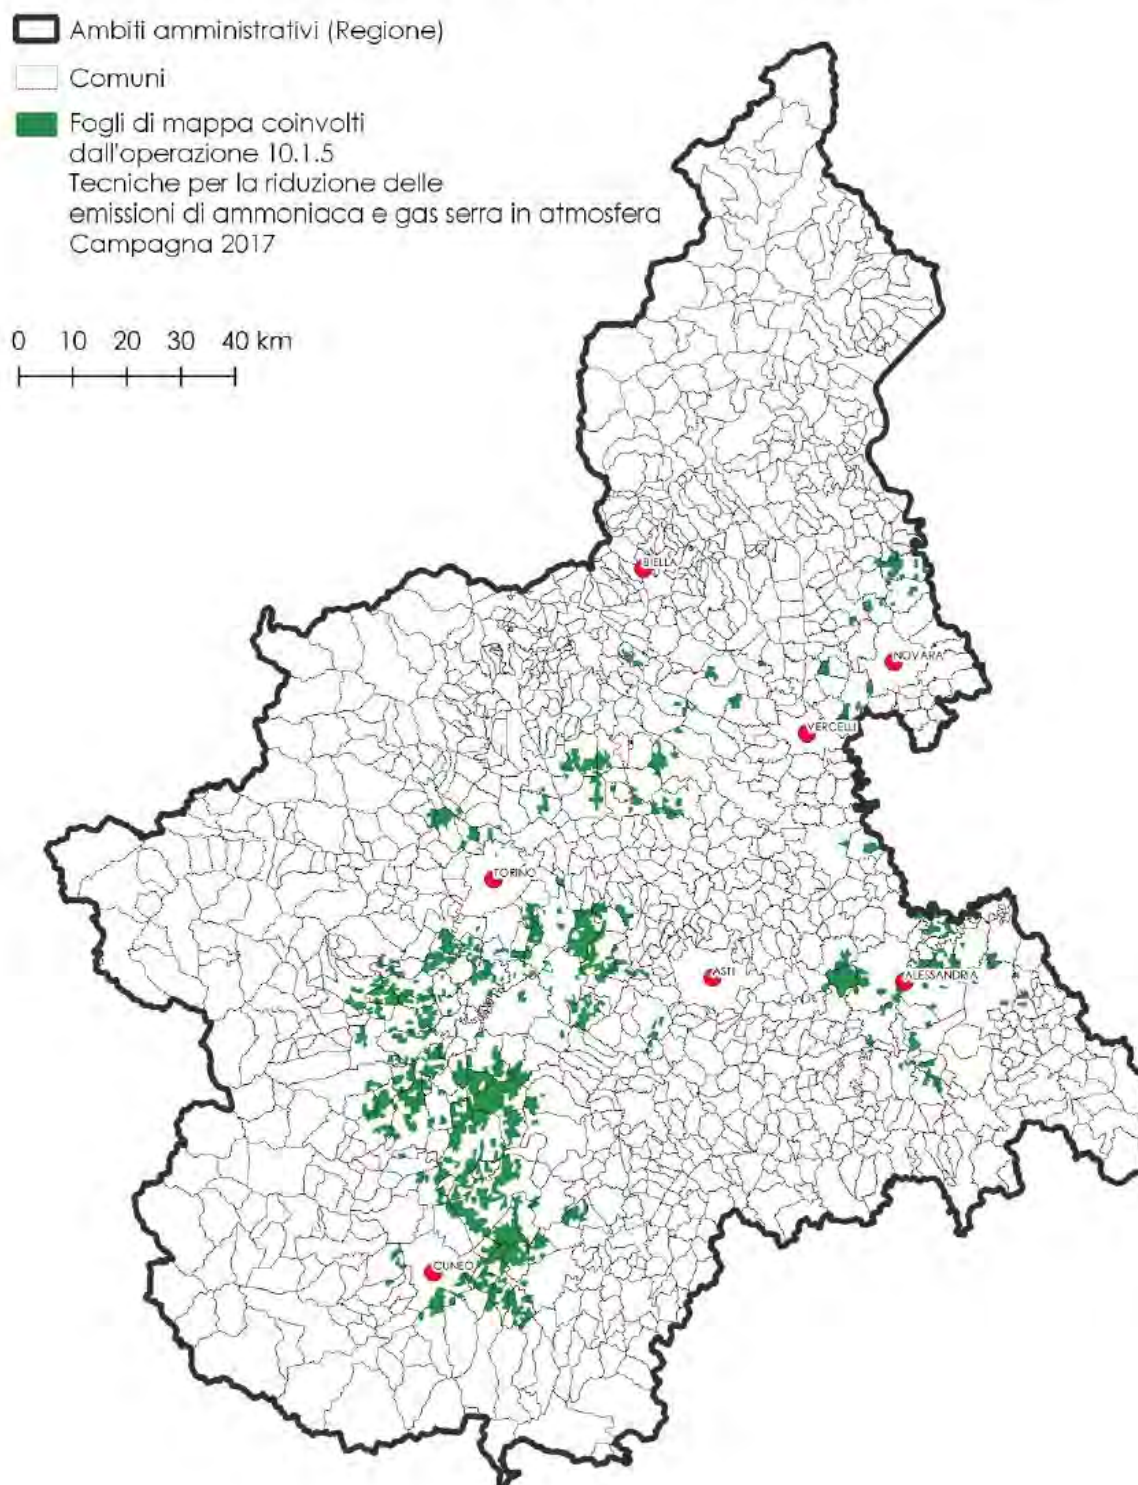 Ambiti amministrativi (Regione)
Comuni
Fogli di mappa coinvolti
dall'operazione 10.1.5
Tecniche per la riduzione delle
emissioni di ammoniaca e gas serra in atmosfera
Campagna 2017
0 10 20 30 40 km
BIELLA
NOVARA
VERCELLI
TORINO
ASTI
ALESSANDRIA
CUNEO